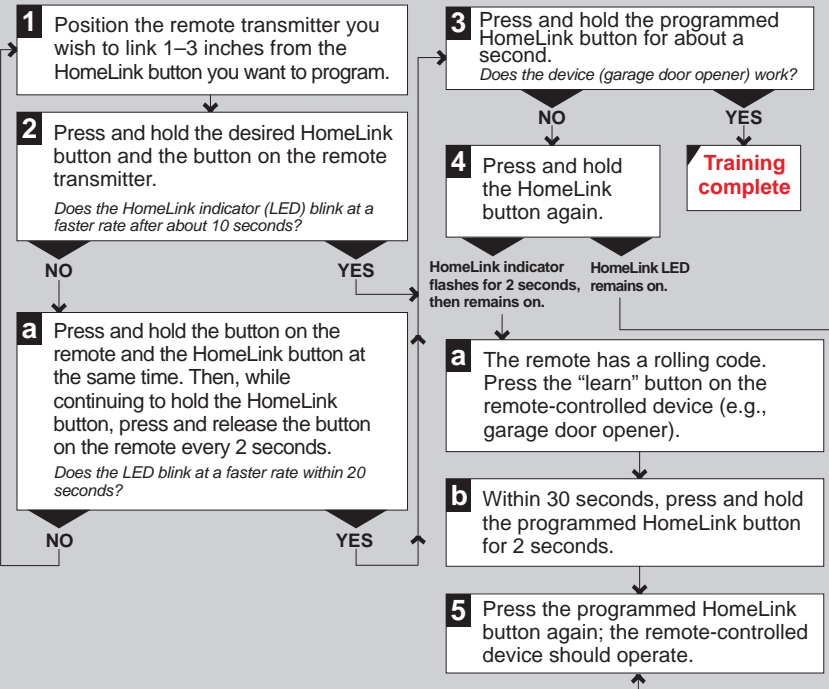 1
Position the remote transmitter you
wish to link 1–3 inches from the
HomeLink button you want to program.
2
Press and hold the desired HomeLink
button and the button on the remote
transmitter.
Does the HomeLink indicator (LED) blink at a
faster rate after about 10 seconds?
NO
YES
a
Press and hold the button on the
remote and the HomeLink button at
the same time. Then, while
continuing to hold the HomeLink
button, press and release the button
on the remote every 2 seconds.
Does the LED blink at a faster rate within 20
seconds?
NO
YES
3
Press and hold the programmed
HomeLink button for about a
second.
Does the device (garage door opener) work?
NO
YES
4
Press and hold
the HomeLink
button again.
Training
complete
HomeLink indicator
flashes for 2 seconds,
then remains on.
HomeLink LED
remains on.
a
The remote has a rolling code.
Press the “learn” button on the
remote-controlled device (e.g.,
garage door opener).
b
Within 30 seconds, press and hold
the programmed HomeLink button
for 2 seconds.
5
Press the programmed HomeLink
button again; the remote-controlled
device should operate.